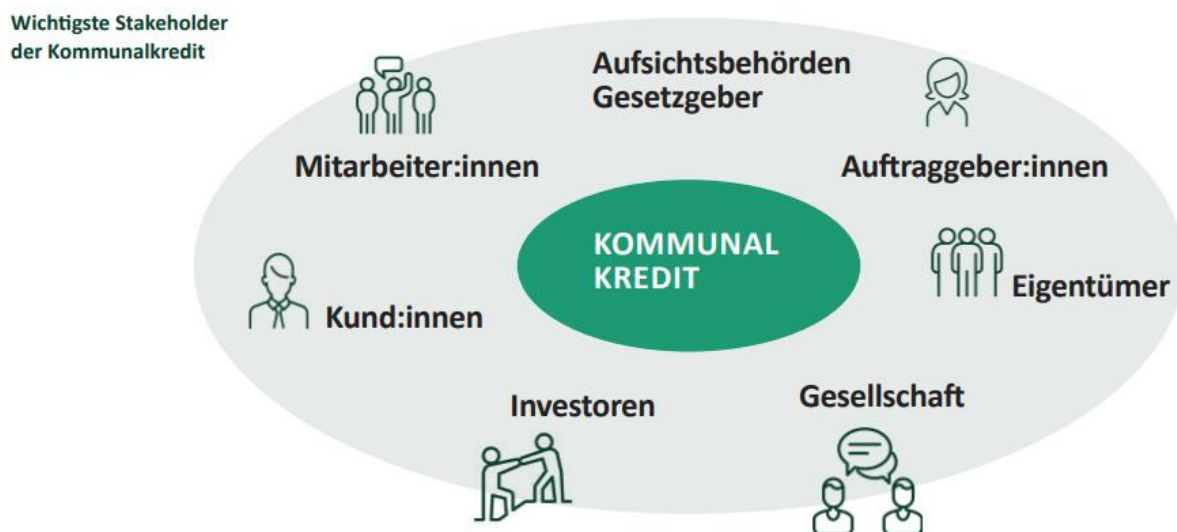 Wichtigste Stakeholder
der Kommunalkredit
Aufsichtsbehörden
Gesetzgeber
Mitarbeiter:innen
Auftraggeber:innen
KOMMUNAL
KREDIT
Eigentümer
Kund:innen
Investoren
Gesellschaft